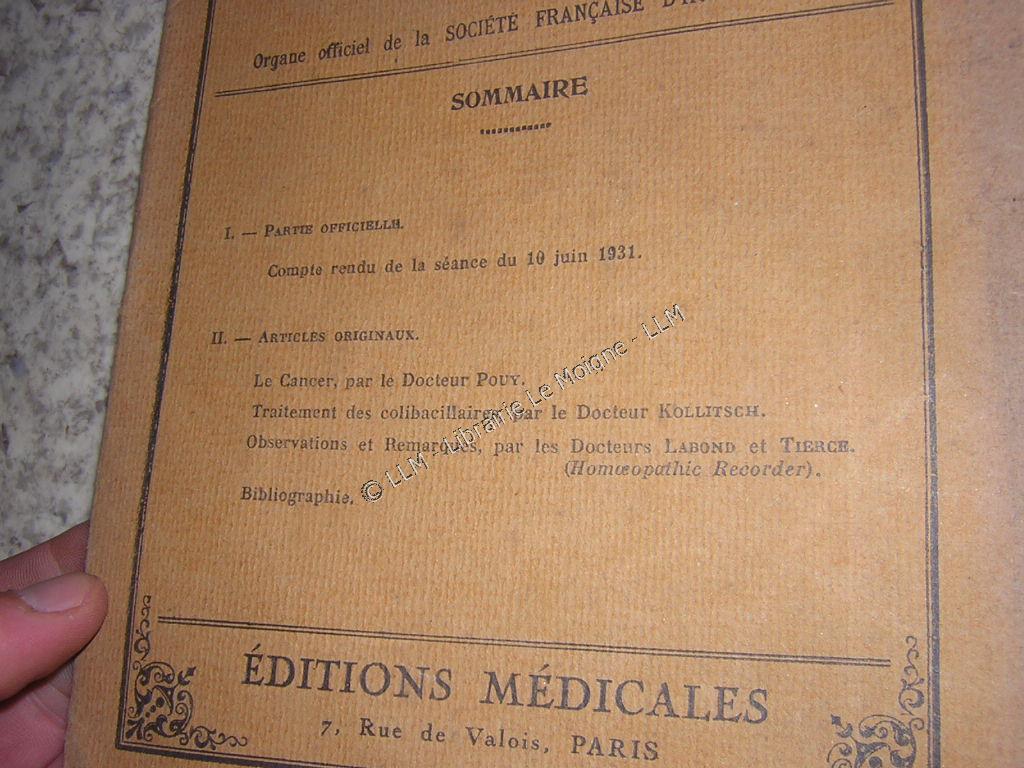 Organe officiel de la SOCIÉTÉ FRANÇAISE
SOMMAIRE
I. — PARTIE OFFICIELLE.
Compte rendu de la séance du 10 juin 1931.
II. — ARTICLES ORIGINAUX.
Le Cancer, par le Docteur POUY.
Traitement des colibacillaires par le Docteur KOLLITSCH.
Observations et Remarques, par les Docteurs LABOND et TIERCE.
(Homœopathic Recorder).
Bibliographie.
© LLM - Librairie Le Moigne - LLM
ÉDITIONS MÉDICALES
7, Rue de Valois, PARIS